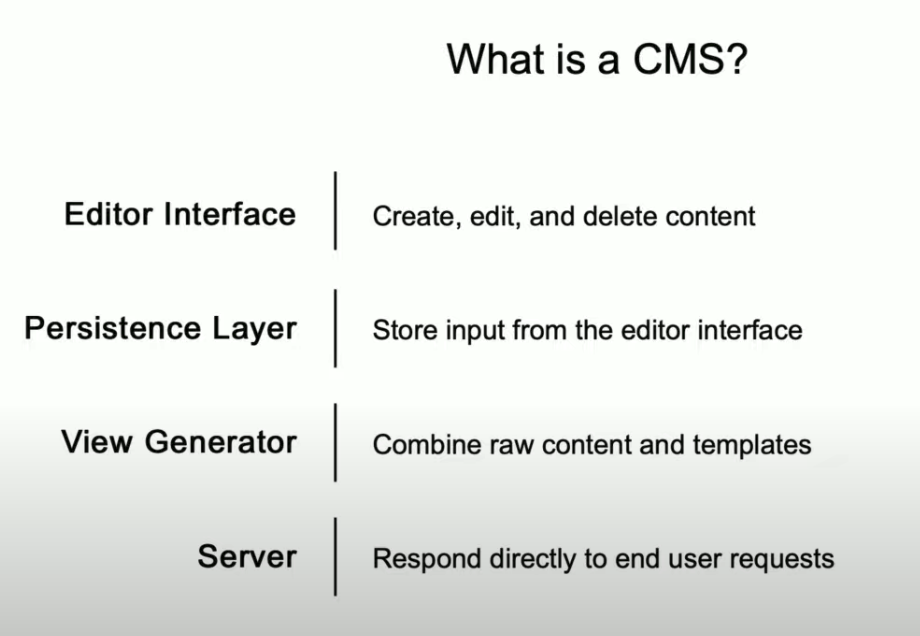 What is a CMS?
Editor Interface
Create, edit, and delete content
Persistence Layer
Store input from the editor interface
View Generator
Combine raw content and templates
Server
Respond directly to end user requests